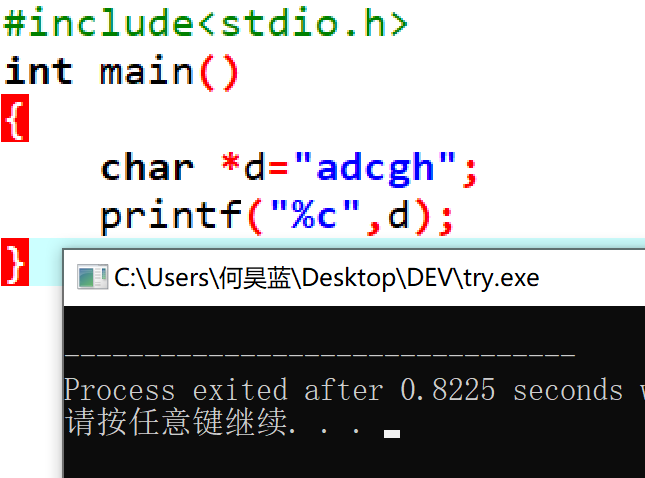 #include<stdio.h>
int main()
{
char *d="adcgh";
printf("%c",d);
}
C:\Users\何昊蓝\Desktop\DEV\try.exe
--------------------------------
Process exited after 0.8225 seconds
请按任意键继续. . .